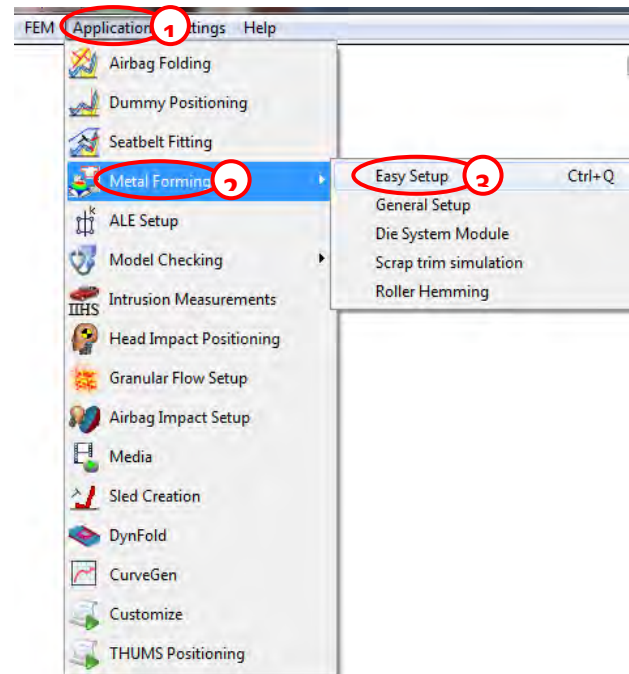 FEM Application 1 ttings Help
Airbag Folding
Dummy Positioning
Seatbelt Fitting
Metal Forming 2
Easy Setup 3 Ctrl+Q
General Setup
ALE Setup
Die System Module
Model Checking
Scrap trim simulation
Roller Hemming
IIHS Intrusion Measurements
Head Impact Positioning
Granular Flow Setup
Airbag Impact Setup
Media
Sled Creation
DynFold
CurveGen
Customize
THUMS Positioning